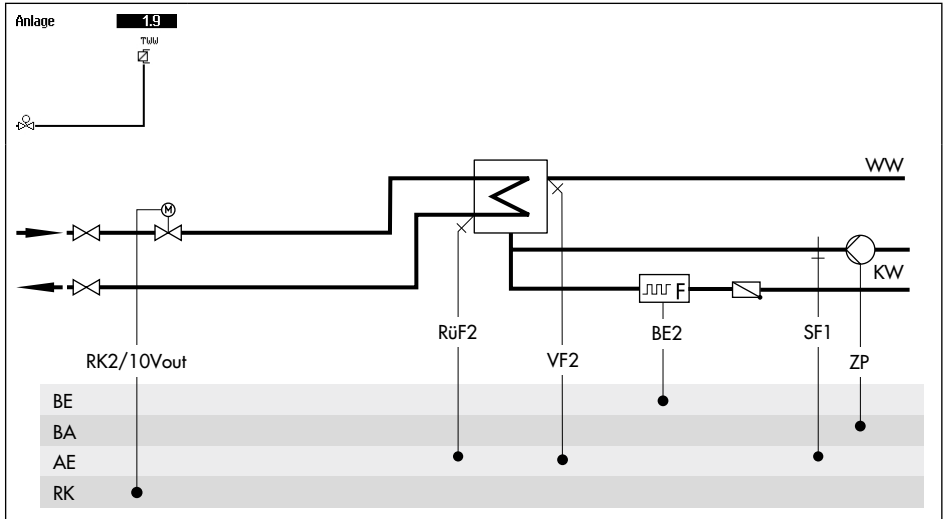 Anlage 1.9
TWW
M
WW
KW
F
RüF2
BE2
SF1
RK2/10Vout
VF2
ZP
BE
BA
AE
RK